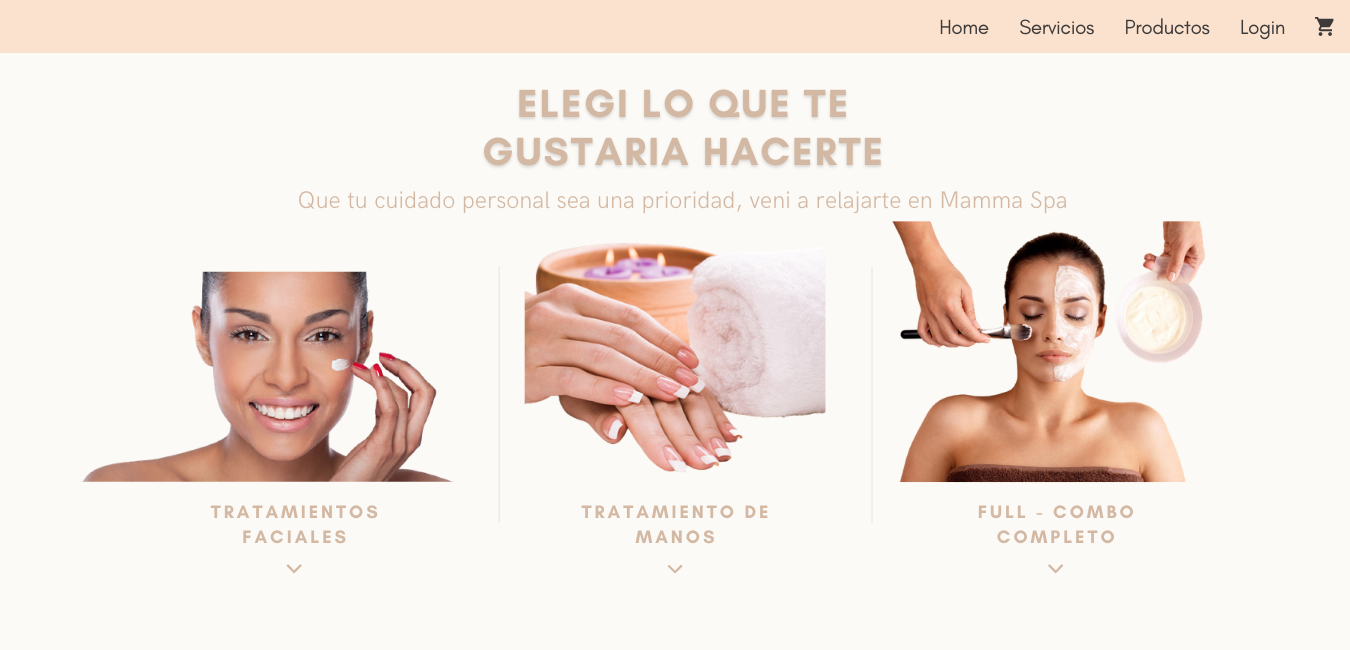 Home Servicios Productos Login
ELEGI LO QUE TE
GUSTARIA HACERTE
Que tu cuidado personal sea una prioridad, veni a relajarte en Mamma Spa
TRATAMIENTOS
FACIALES
TRATAMIENTO DE
MANOS
FULL - COMBO
COMPLETO